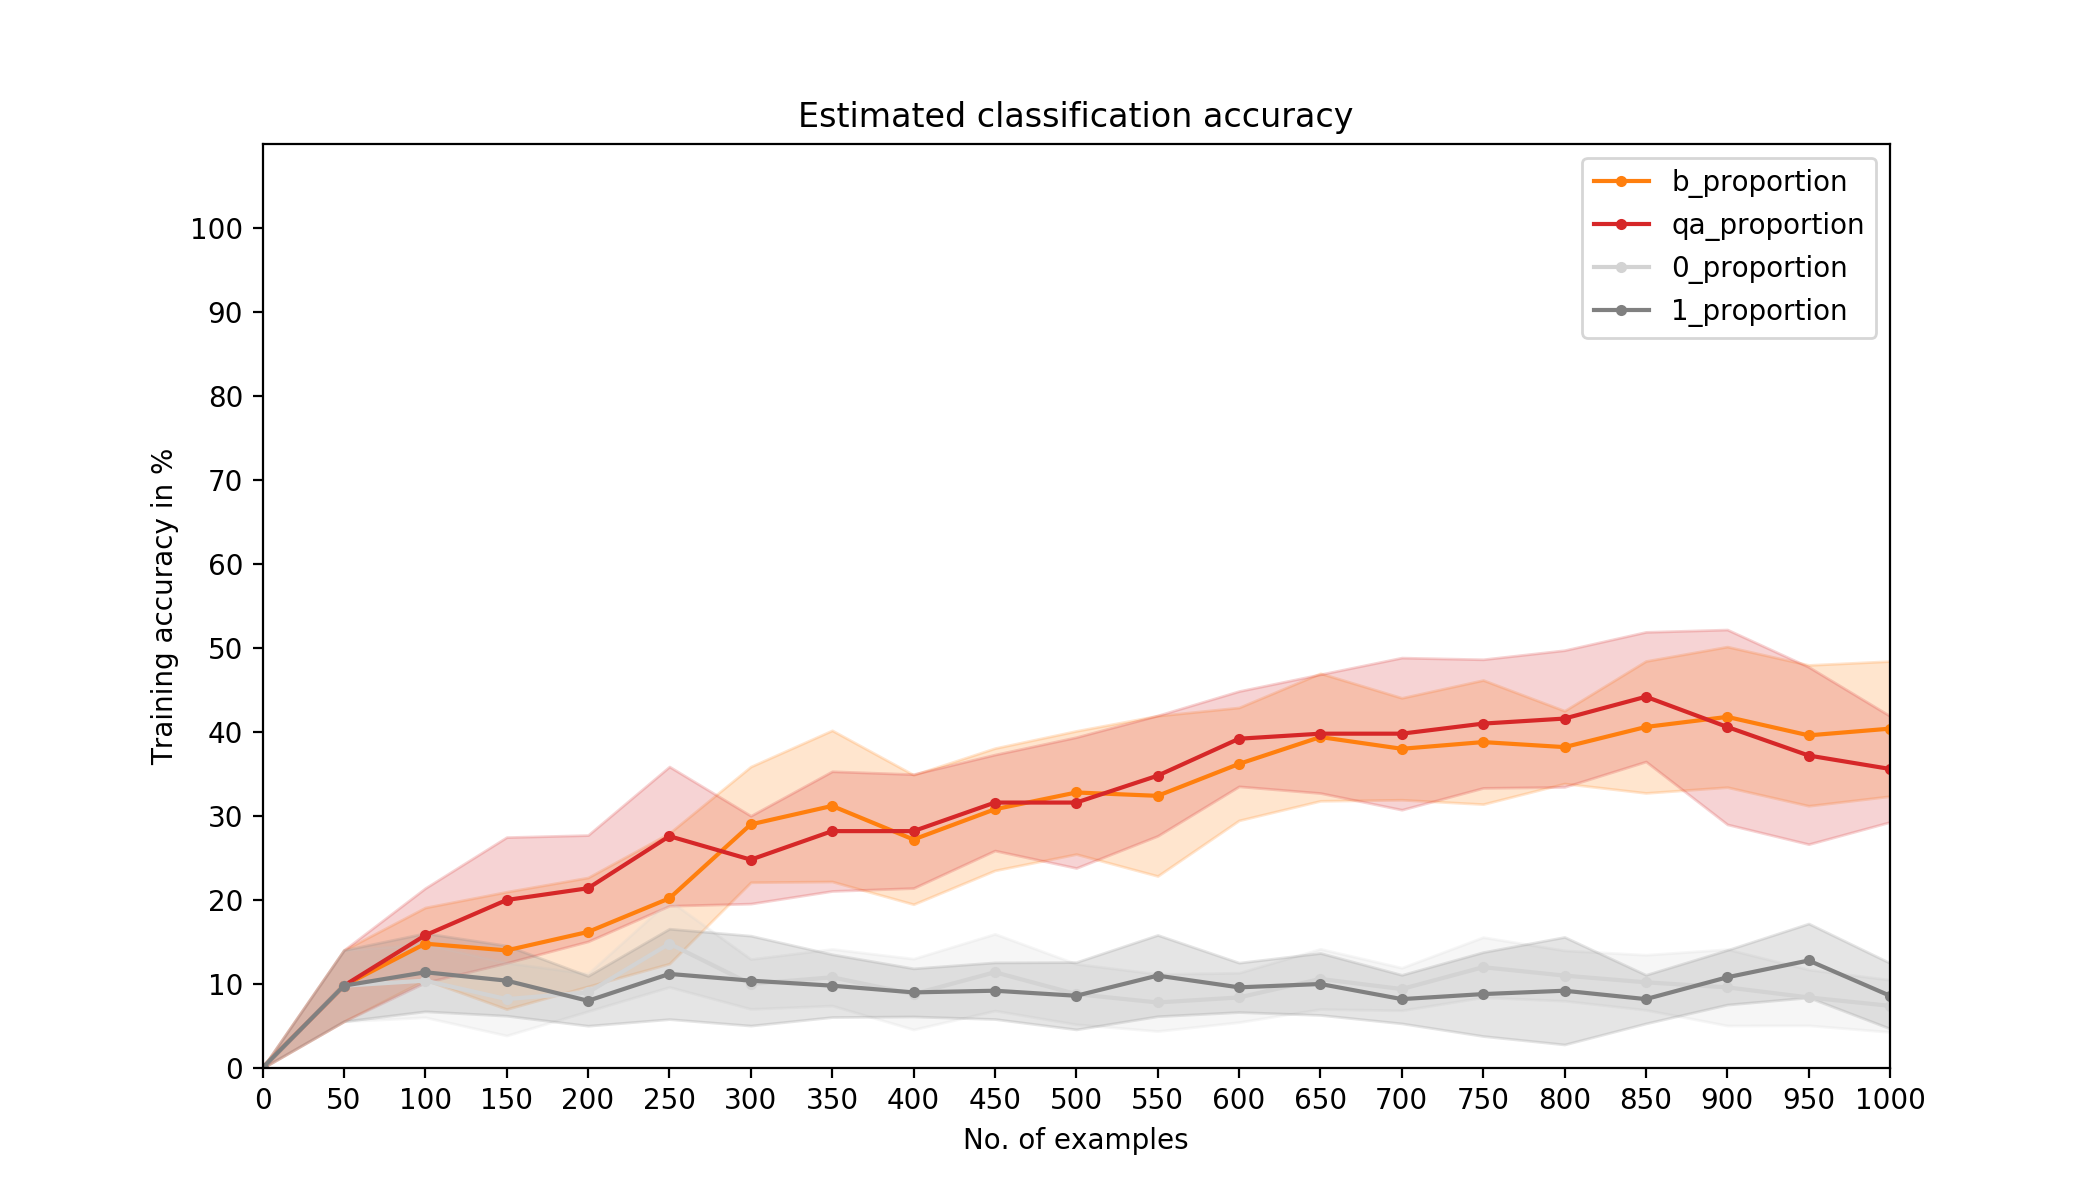 Estimated classification accuracy
b_proportion
qa_proportion
0_proportion
1_proportion
100
90
80
70
60
50
40
30
20
10
0
Training accuracy in %
0 50 100 150 200 250 300 350 400 450 500 550 600 650 700 750 800 850 900 950 1000
No. of examples